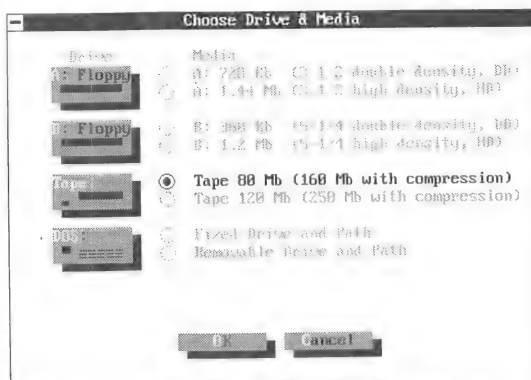 Choose Drive & Media
Drive Media
A: Floppy
A: 720 Kb (3-1/2 double density, DD)
A: 1.44 Mb (3-1/2 high density, HD)
B: Floppy
B: 360 Kb (5-1/4 double density, DD)
B: 1.2 Mb (5-1/4 high density, HD)
Tape
Tape 80 Mb (160 Mb with compression)
Tape 120 Mb (250 Mb with compression)
DOS:
Fixed Drive and Path
Removable Drive and Path
OK Cancel